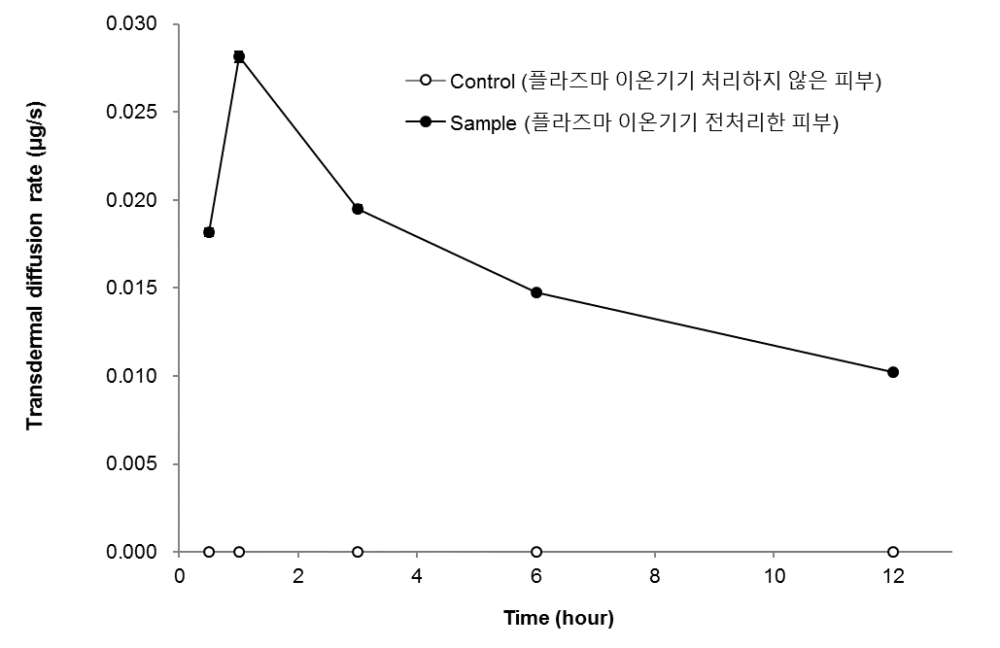 0.030
0.025
0.020
0.015
0.010
0.005
0.000
Transdermal diffusion rate (µg/s)
Control (플라즈마 이온기기 처리하지 않은 피부)
Sample (플라즈마 이온기기 전처리한 피부)
0 2 4 6 8 10 12
Time (hour)